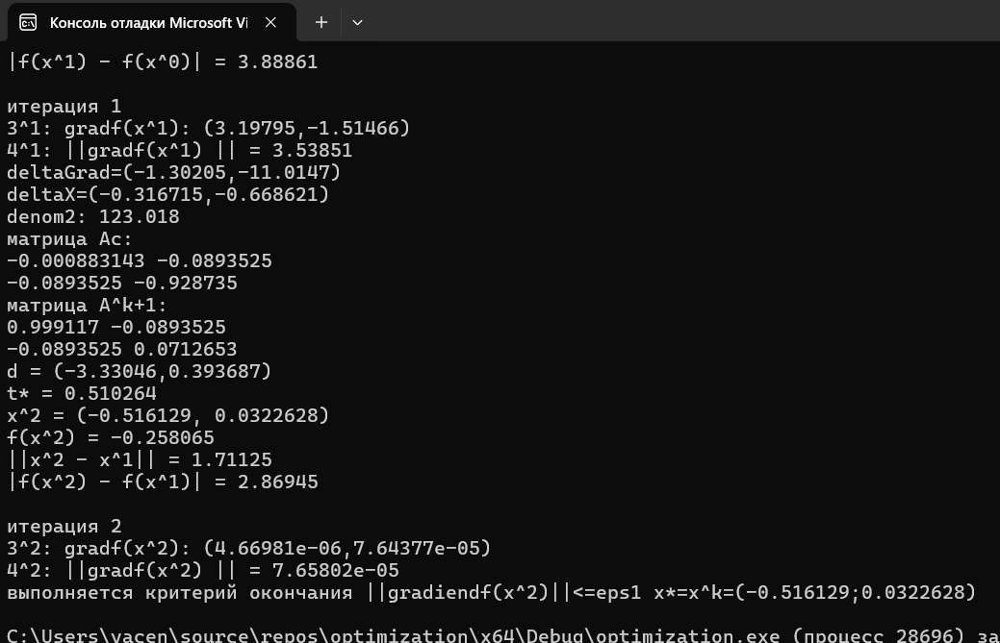 Консоль отладки Microsoft Vi
|f(x^1) - f(x^0)| = 3.88861
итерация 1
3^1: gradf(x^1): (3.19795,-1.51466)
4^1: ||gradf(x^1) || = 3.53851
deltaGrad=(-1.30205,-11.0147)
deltaX=(-0.316715,-0.668621)
denom2: 123.018
матрица Ac:
-0.000883143 -0.0893525
-0.0893525 -0.928735
матрица A^k+1:
0.999117 -0.0893525
-0.0893525 0.0712653
d = (-3.33046,0.393687)
t* = 0.510264
x^2 = (-0.516129, 0.0322628)
f(x^2) = -0.258065
||x^2 - x^1|| = 1.71125
|f(x^2) - f(x^1)| = 2.86945
итерация 2
3^2: gradf(x^2): (4.66981e-06,7.64377e-05)
4^2: ||gradf(x^2) || = 7.65802e-05
выполняется критерий окончания ||gradiendf(x^2)||<=eps1 x*=x^k=(-0.516129;0.0322628)
C:\Users\vacen\source\repos\optimization\x64\Debug\optimization.exe (процесс 28696) за